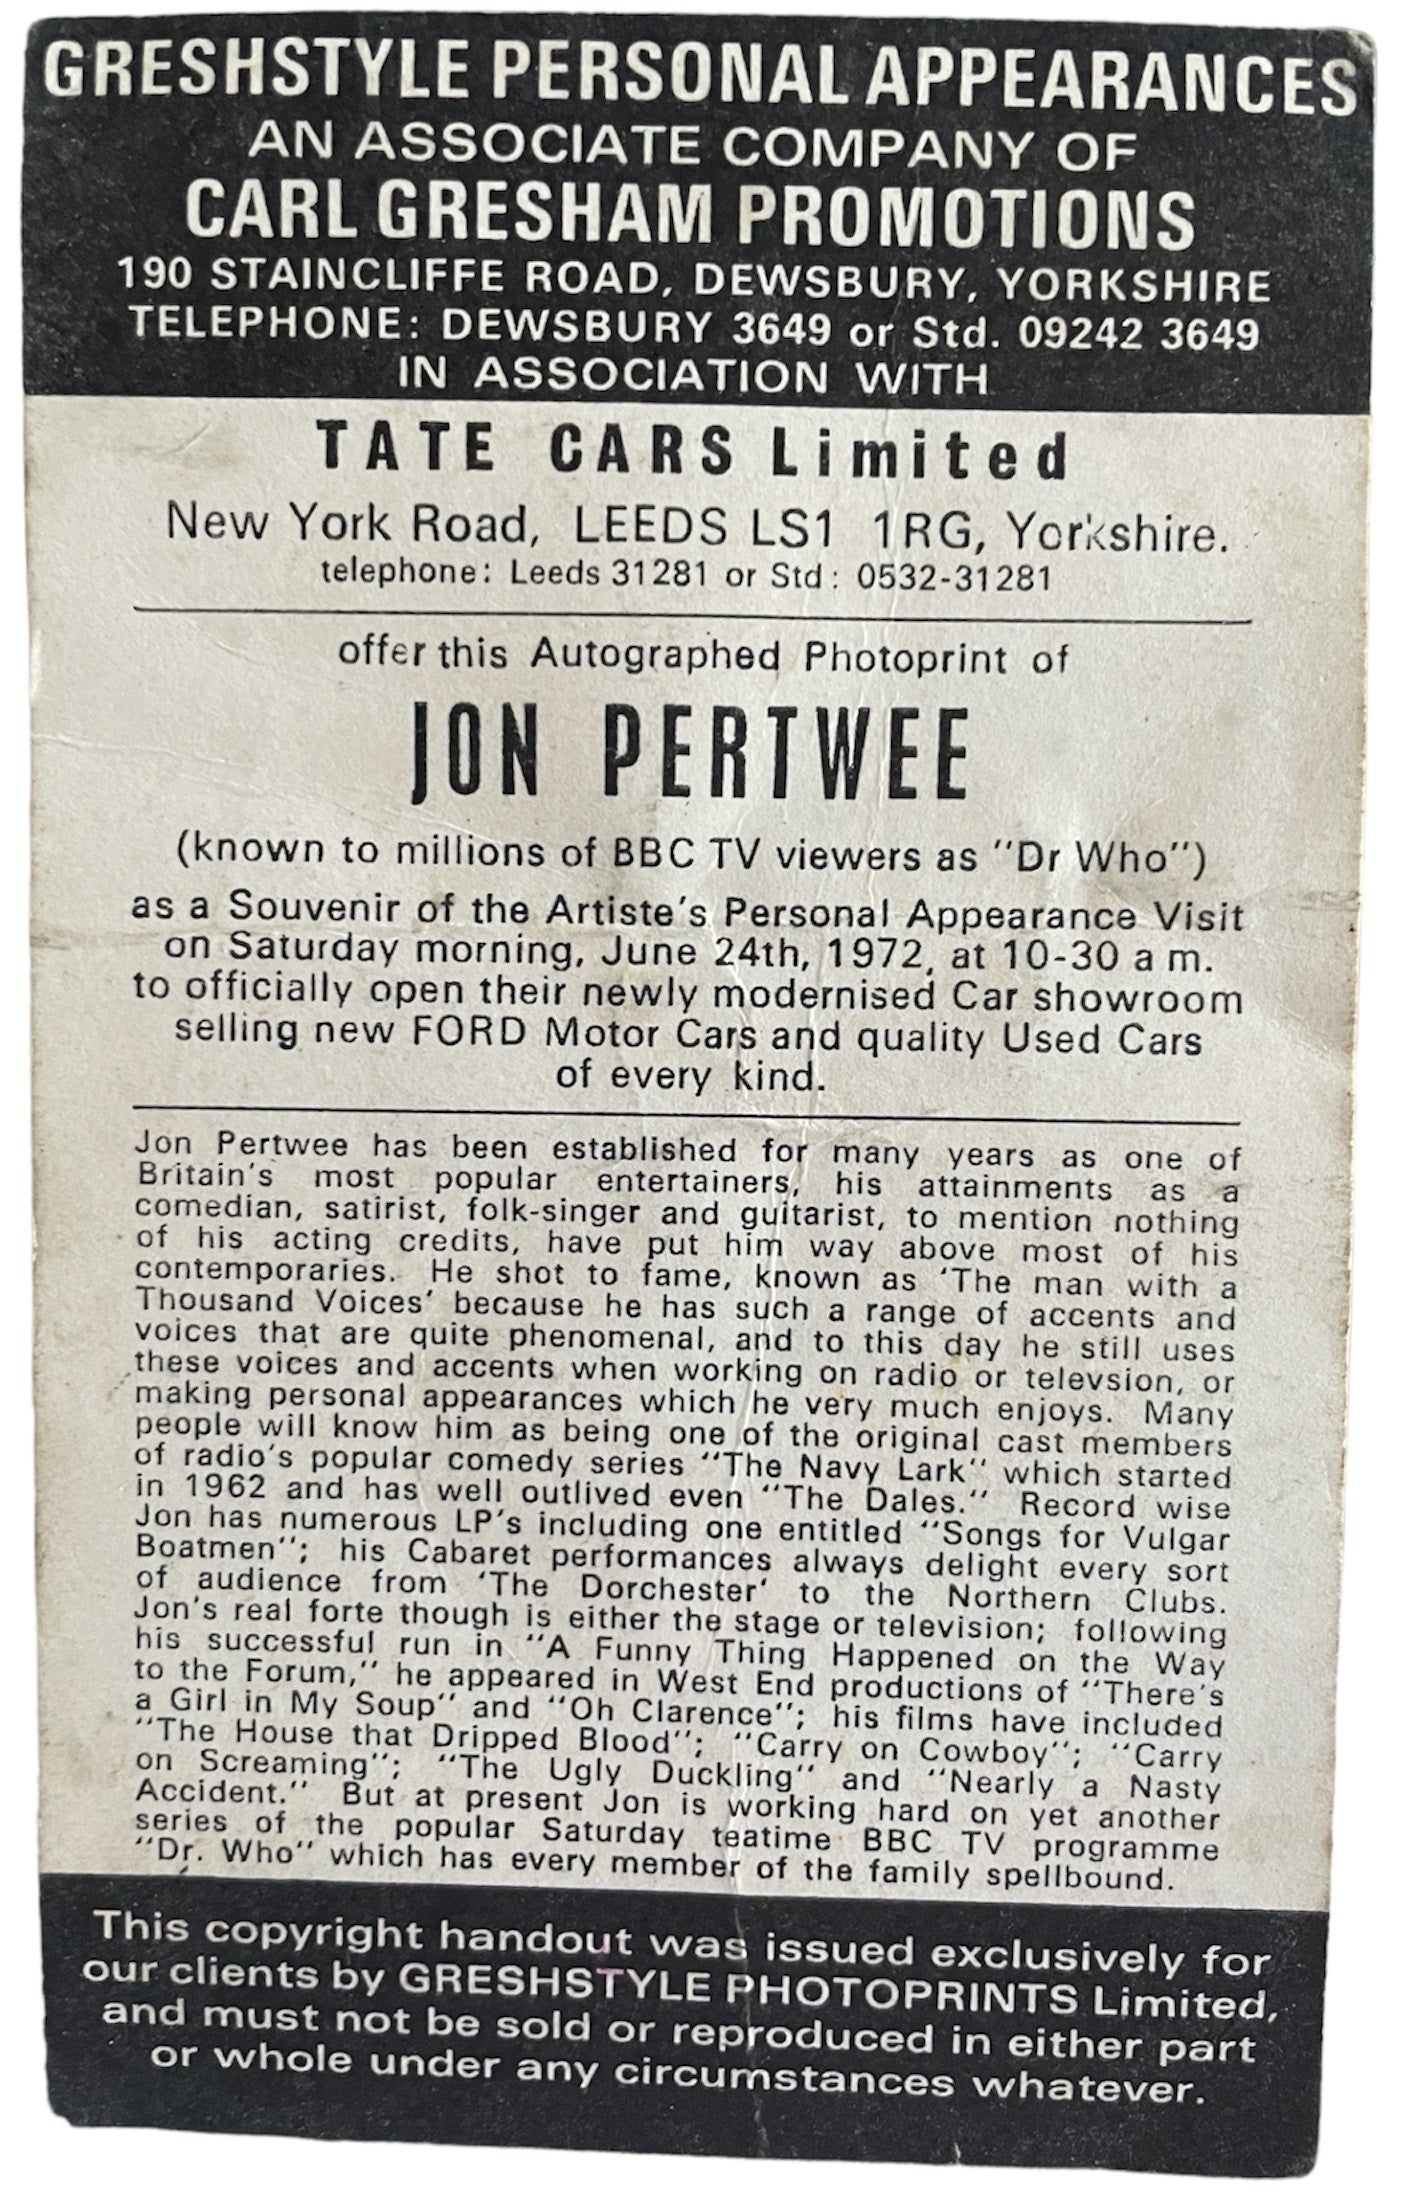 GRESHSTYLE PERSONAL APPEARANCES
AN ASSOCIATE COMPANY OF
CARL GRESHAM PROMOTIONS
190 STAINCLIFFE ROAD, DEWSBURY, YORKSHIRE
TELEPHONE: DEWSBURY 3649 or Std. 09242 3649
IN ASSOCIATION WITH
TATE CARS Limited
New York Road, LEEDS LS1 1RG, Yorkshire.
telephone: Leeds 31281 or Std: 0532-31281
offer this Autographed Photoprint of
JON PERTWEE
(known to millions of BBC TV viewers as "Dr Who")
as a Souvenir of the Artiste's Personal Appearance Visit
on Saturday morning, June 24th, 1972, at 10-30 a m.
to officially open their newly modernised Car showroom
selling new FORD Motor Cars and quality Used Cars
of every kind.
Jon Pertwee has been established for many years as one of
Britain's most popular entertainers, his attainments as a
comedian, satirist, folk-singer and guitarist, to mention nothing
of his acting credits, have put him way above most of his
contemporaries. He shot to fame, known as 'The man with a
Thousand Voices' because he has such a range of accents and
voices that are quite phenomenal, and to this day he still uses
these voices and accents when working on radio or televsion, or
making personal appearances which he very much enjoys. Many
people will know him as being one of the original cast members
of radio's popular comedy series "The Navy Lark" which started
in 1962 and has well outlived even "The Dales." Record wise
Jon has numerous LP's including one entitled "Songs for Vulgar
Boatmen"; his Cabaret performances always delight every sort
of audience from 'The Dorchester' to the Northern Clubs.
Jon's real forte though is either the stage or television; following
his successful run in "A Funny Thing Happened on the Way
to the Forum," he appeared in West End productions of "There's
a Girl in My Soup" and "Oh Clarence"; his films have included
"The House that Dripped Blood"; "Carry on Cowboy"; "Carry
on Screaming"; "The Ugly Duckling" and "Nearly a Nasty
Accident." But at present Jon is working hard on yet another
series of the popular Saturday teatime BBC TV programme
"Dr. Who" which has every member of the family spellbound.
This copyright handout was issued exclusively for
our clients by GRESHSTYLE PHOTOPRINTS Limited,
and must not be sold or reproduced in either part
or whole under any circumstances whatever.